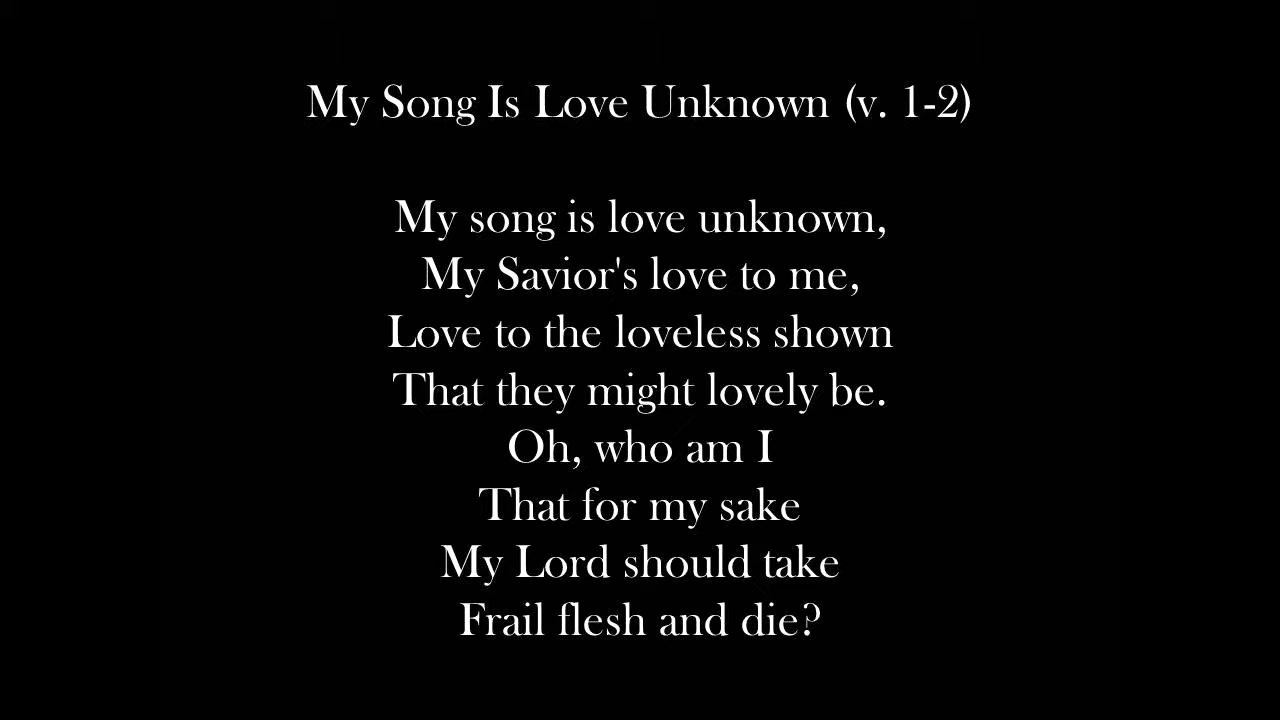 My Song Is Love Unknown (v. 1-2)
My song is love unknown,
My Savior's love to me,
Love to the loveless shown
That they might lovely be.
Oh, who am I
That for my sake
My Lord should take
Frail flesh and die?